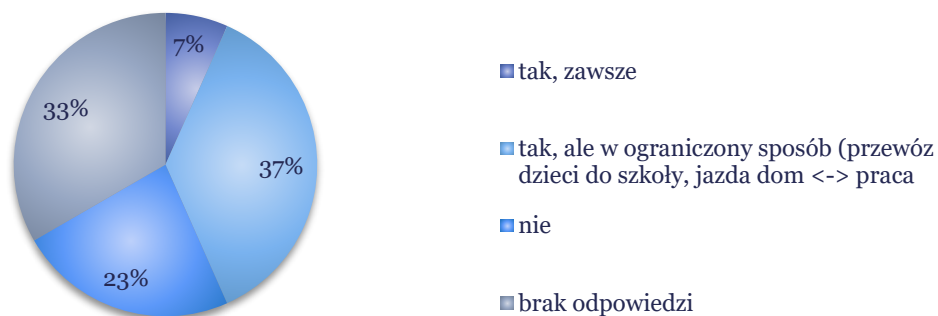 7%
37%
23%
33%
tak, zawsze
tak, ale w ograniczony sposób (przewóz
dzieci do szkoły, jazda dom <-> praca
nie
brak odpowiedzi